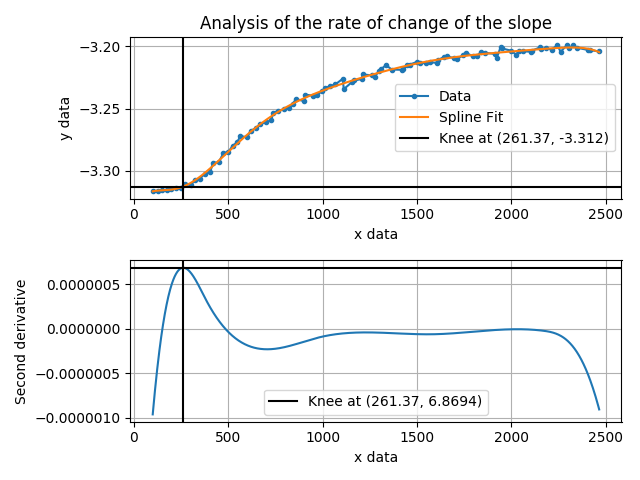 Analysis of the rate of change of the slope
−3.20
−3.25
−3.30
y data
Data
Spline Fit
Knee at (261.37, -3.312)
0 500 1000 1500 2000 2500
x data
0.0000005
0.0000000
−0.0000005
−0.0000010
Second derivative
Knee at (261.37, 6.8694)
0 500 1000 1500 2000 2500
x data